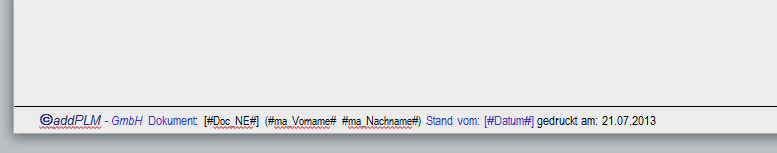 ©addPLM - GmbH Dokument: [#Doc_NE#] (#ma_Vorname# #ma_Nachname#) Stand vom: [#Datum#] gedruckt am: 21.07.2013